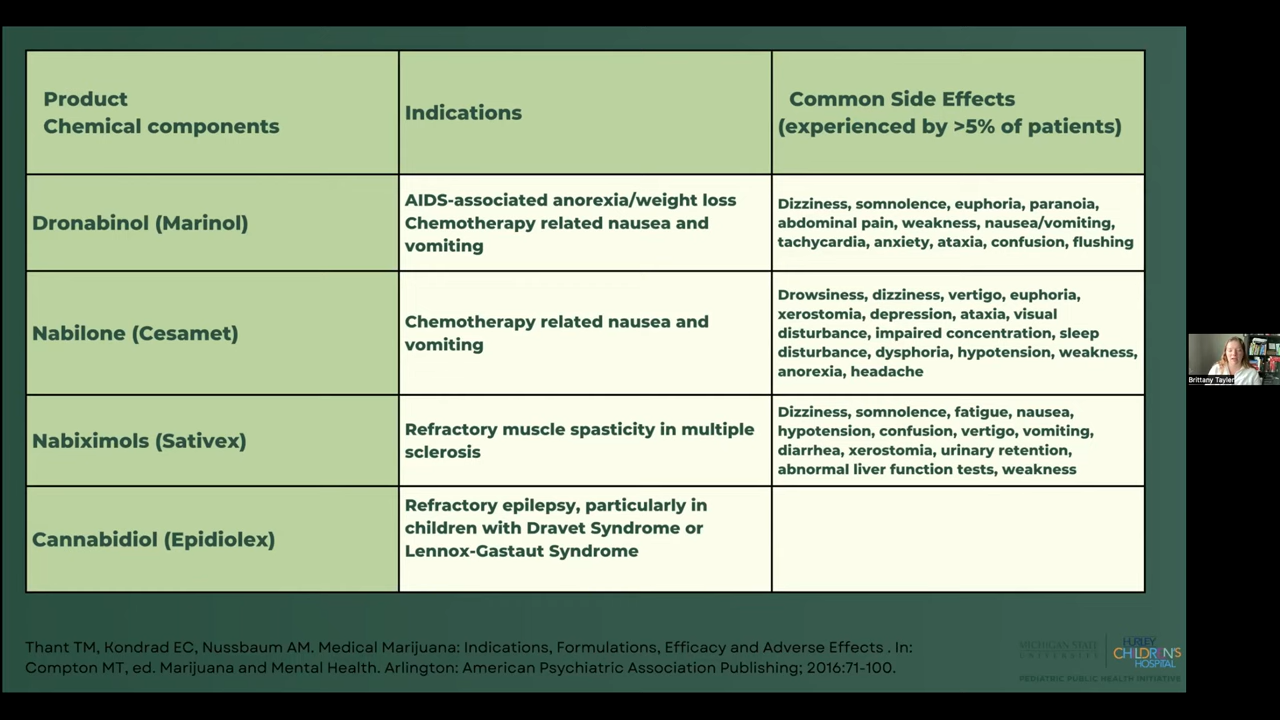 Product
Chemical components
Indications
Common Side Effects
(experienced by >5% of patients)
Dronabinol (Marinol)
AIDS-associated anorexia/weight loss
Chemotherapy related nausea and
vomiting
Dizziness, somnolence, euphoria, paranoia,
abdominal pain, weakness, nausea/vomiting,
tachycardia, anxiety, ataxia, confusion, flushing
Nabilone (Cesamet)
Chemotherapy related nausea and
vomiting
Drowsiness, dizziness, vertigo, euphoria,
xerostomia, depression, ataxia, visual
disturbance, impaired concentration, sleep
disturbance, dysphoria, hypotension, weakness,
anorexia, headache
Nabiximols (Sativex)
Refractory muscle spasticity in multiple
sclerosis
Dizziness, somnolence, fatigue, nausea,
hypotension, confusion, vertigo, vomiting,
diarrhea, xerostomia, urinary retention,
abnormal liver function tests, weakness
Cannabidiol (Epidiolex)
Refractory epilepsy, particularly in
children with Dravet Syndrome or
Lennox-Gastaut Syndrome
Thant TM, Kondrad EC, Nussbaum AM. Medical Marijuana: Indications, Formulations, Efficacy and Adverse Effects . In:
Compton MT, ed. Marijuana and Mental Health. Arlington: American Psychiatric Association Publishing; 2016:71-100.
MICHIGAN STATE
UNIVERSITY
HURLEY
CHILDREN'S
HOSPITAL
PEDIATRIC PUBLIC HEALTH INITIATIVE
Brittany Tayler